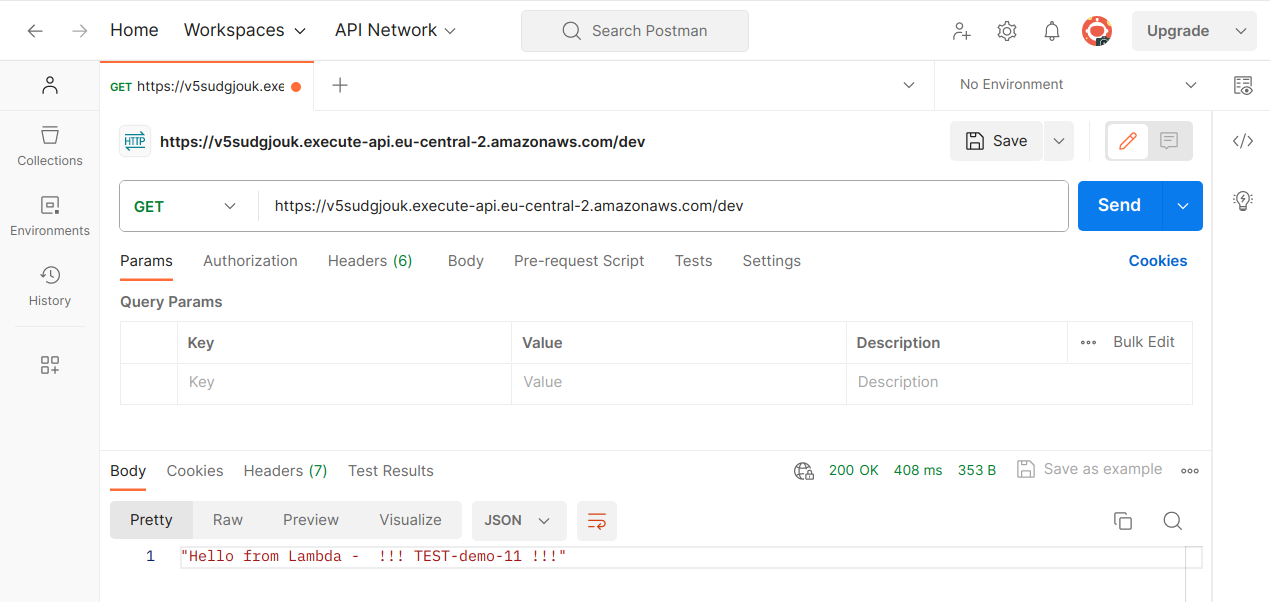 Home Workspaces API Network Search Postman Upgrade
GET https://v5sudgjouk.exe No Environment
HTTP https://v5sudgjouk.execute-api.eu-central-2.amazonaws.com/dev Save
Collections
Environments
History
GET https://v5sudgjouk.execute-api.eu-central-2.amazonaws.com/dev Send
Params Authorization Headers (6) Body Pre-request Script Tests Settings Cookies
Query Params
Key Value Description Bulk Edit
Key Value Description
Body Cookies Headers (7) Test Results 200 OK 408 ms 353 B Save as example
Pretty Raw Preview Visualize JSON
1 "Hello from Lambda -  !!! TEST-demo-11 !!!"